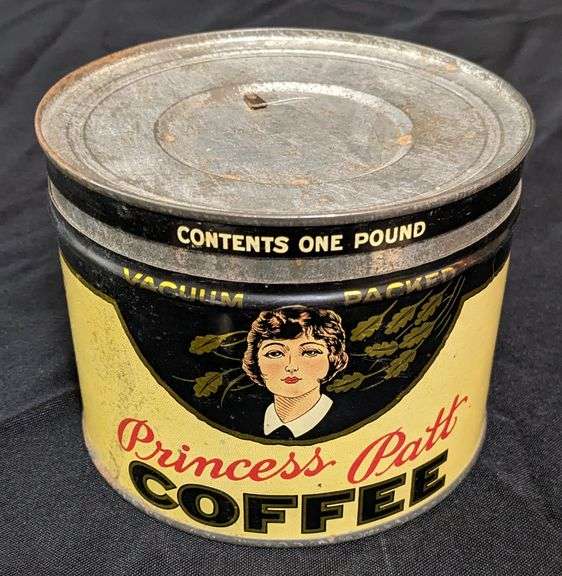 CONTENTS ONE POUND
VACUUM PACKED
Princess Patt
COFFEE